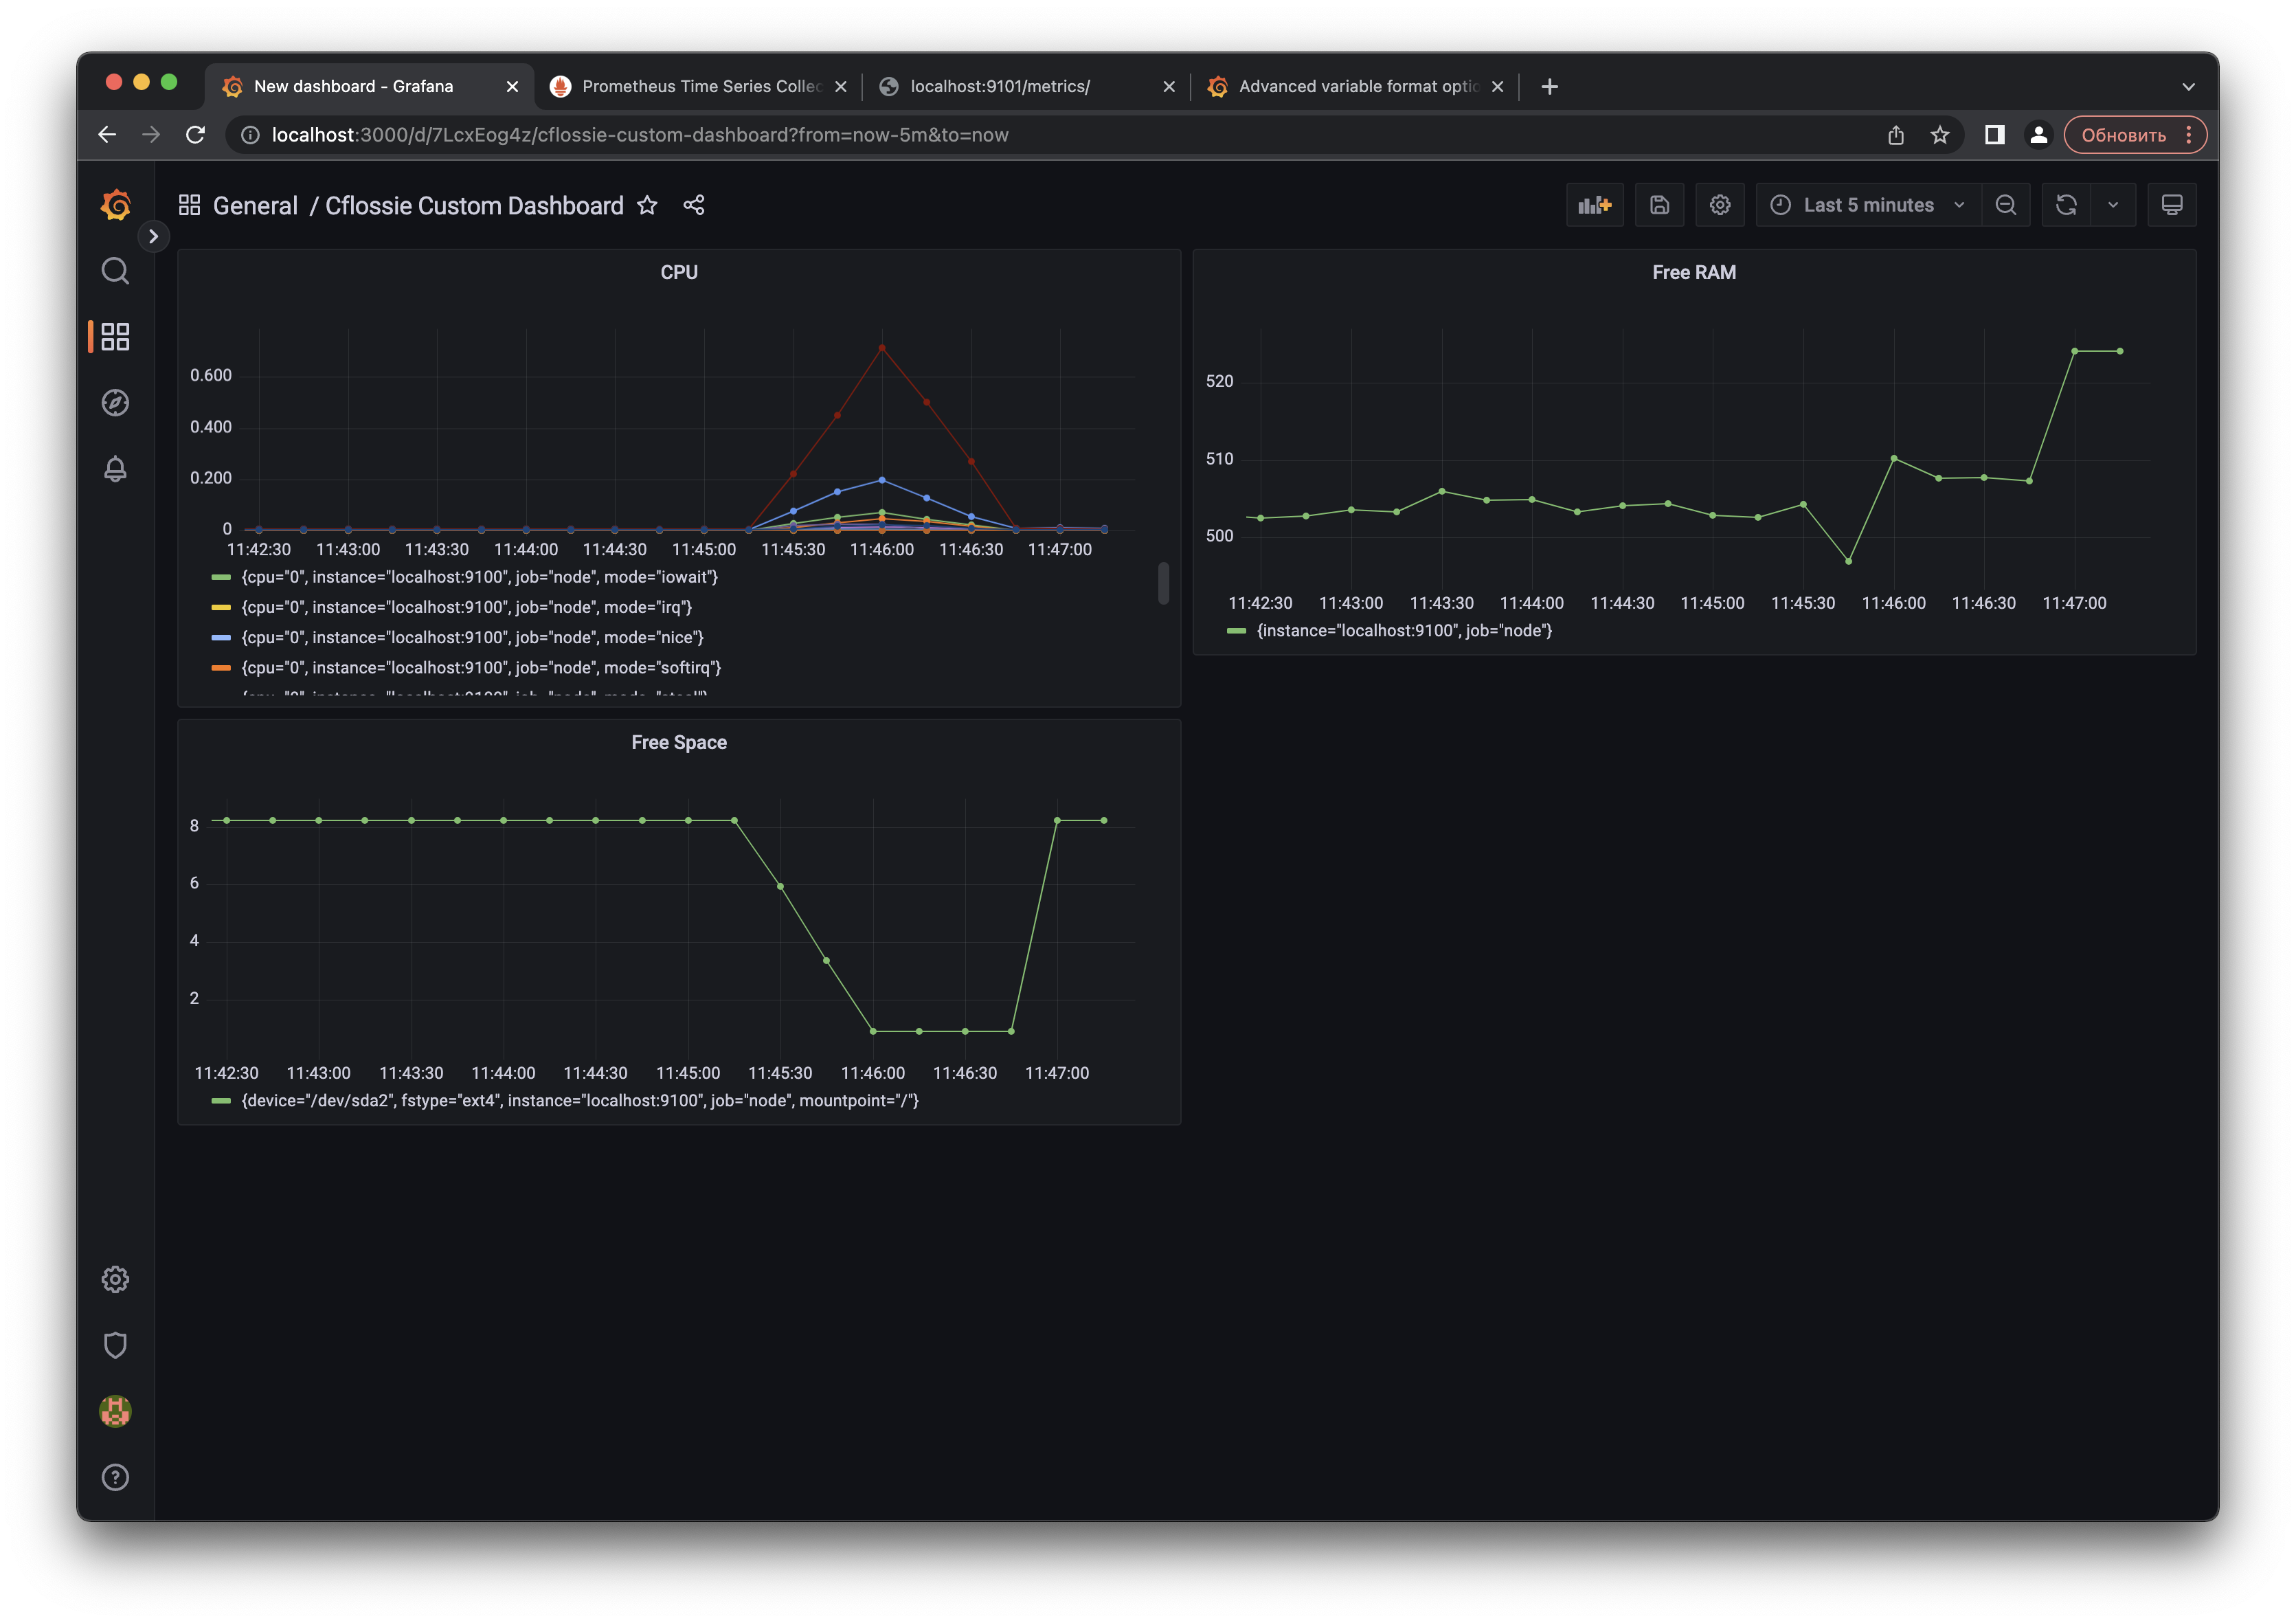 New dashboard - Grafana
Prometheus Time Series Collec
localhost:9101/metrics/
Advanced variable format optio
localhost:3000/d/7LcxEog4z/cflossie-custom-dashboard?from=now-5m&to=now
Обновить
General / Cflossie Custom Dashboard
Last 5 minutes
CPU
0.600
0.400
0.200
0
11:42:30 11:43:00 11:43:30 11:44:00 11:44:30 11:45:00 11:45:30 11:46:00 11:46:30 11:47:00
{cpu="0", instance="localhost:9100", job="node", mode="iowait"}
{cpu="0", instance="localhost:9100", job="node", mode="irq"}
{cpu="0", instance="localhost:9100", job="node", mode="nice"}
{cpu="0", instance="localhost:9100", job="node", mode="softirq"}
{cpu="0", instance="localhost:9100", job="node", mode="steal"}
Free RAM
520
510
500
11:42:30 11:43:00 11:43:30 11:44:00 11:44:30 11:45:00 11:45:30 11:46:00 11:46:30 11:47:00
{instance="localhost:9100", job="node"}
Free Space
8
6
4
2
11:42:30 11:43:00 11:43:30 11:44:00 11:44:30 11:45:00 11:45:30 11:46:00 11:46:30 11:47:00
{device="/dev/sda2", fstype="ext4", instance="localhost:9100", job="node", mountpoint="/"}